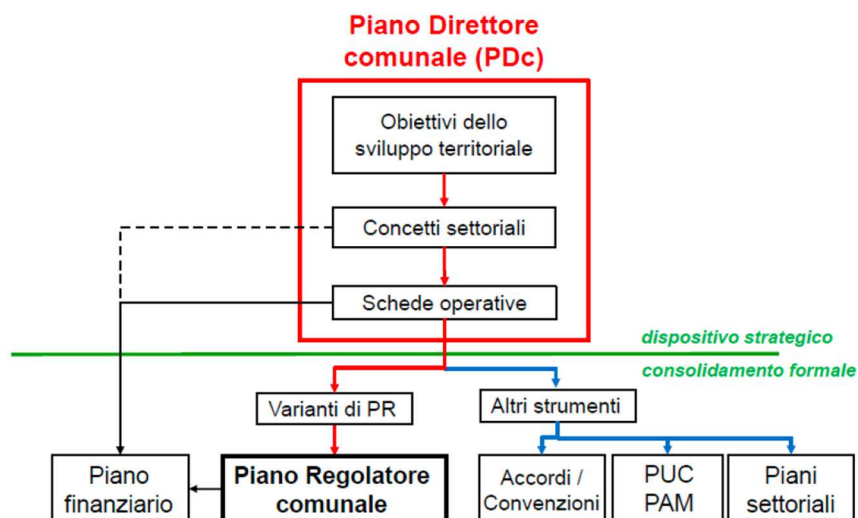 Piano Direttore
comunale (PDc)
Obiettivi dello
sviluppo territoriale
Concetti settoriali
Schede operative
dispositivo strategico
consolidamento formale
Varianti di PR
Altri strumenti
Piano
finanziario
Piano Regolatore
comunale
Accordi /
Convenzioni
PUC
PAM
Piani
settoriali